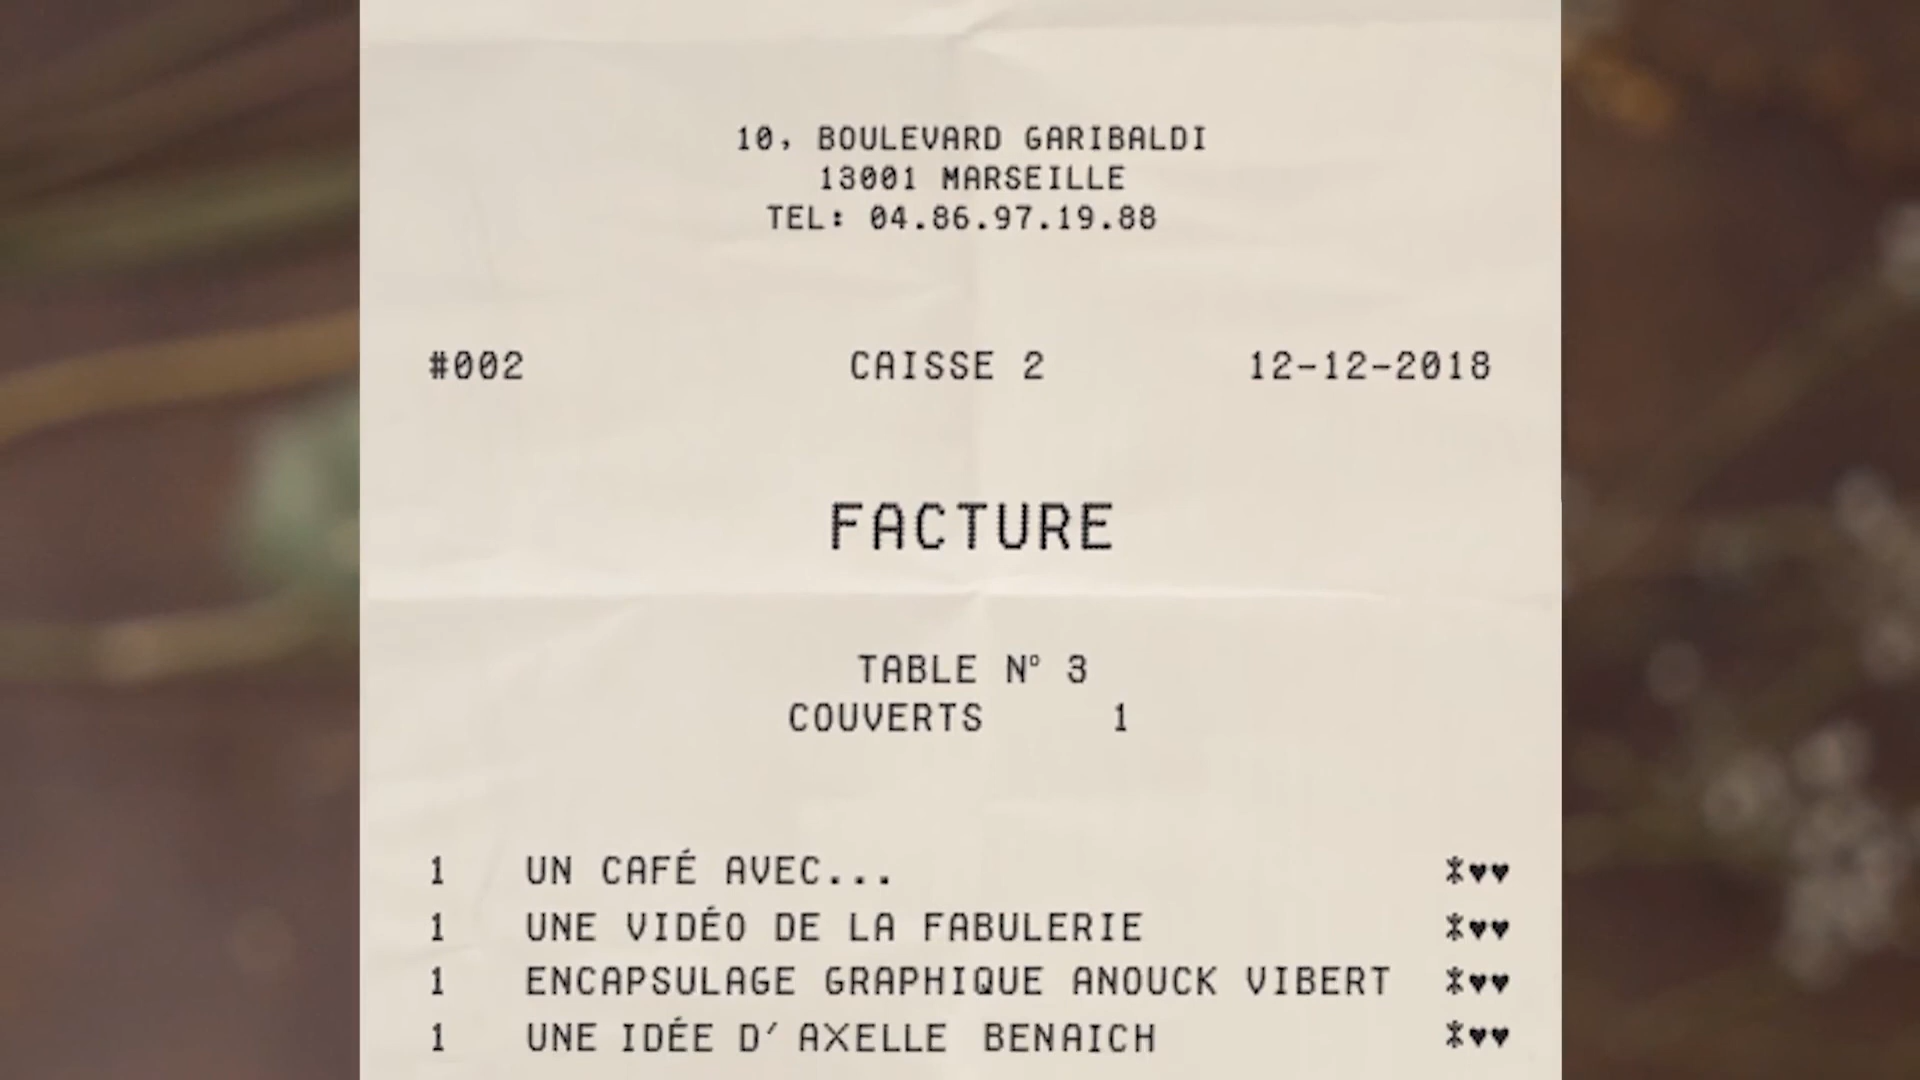 10, BOULEVARD GARIBALDI
13001 MARSEILLE
TEL: 04.86.97.19.88
#002 CAISSE 2 12-12-2018
FACTURE
TABLE N° 3
COUVERTS 1
1 UN CAFÉ AVEC... *♥♥
1 UNE VIDÉO DE LA FABULERIE *♥♥
1 ENCAPSULAGE GRAPHIQUE ANOUCK VIBERT *♥♥
1 UNE IDÉE D'AXELLE BENAICH *♥♥